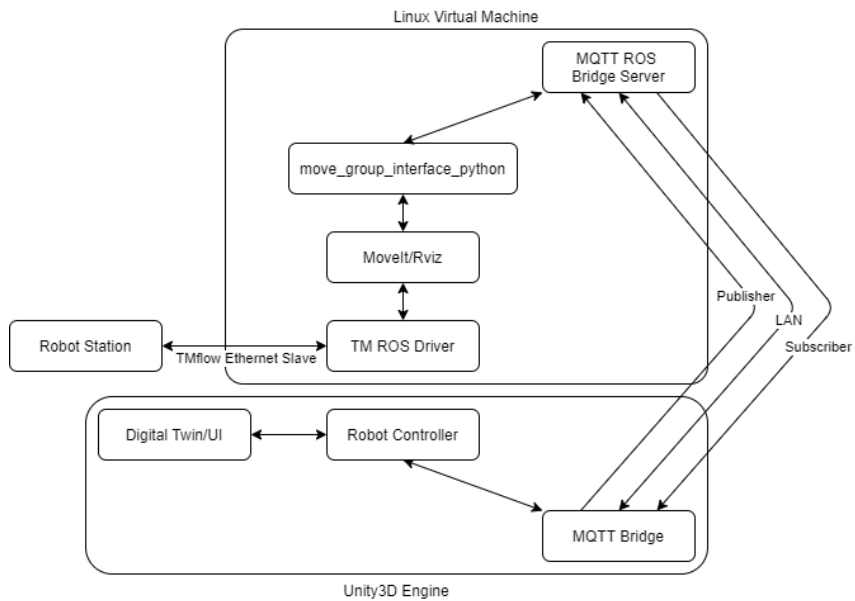 Linux Virtual Machine
MQTT ROS
Bridge Server
move_group_interface_python
MoveIt/Rviz
Publisher
LAN
Robot Station
TMflow Ethernet Slave
TM ROS Driver
Subscriber
Digital Twin/UI
Robot Controller
MQTT Bridge
Unity3D Engine